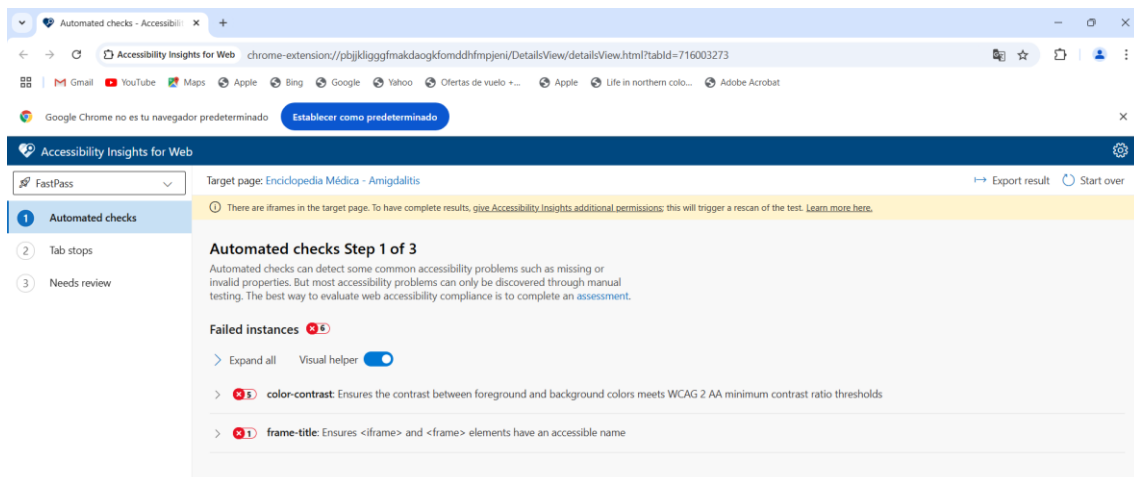 Automated checks - Accessibilit
Accessibility Insights for Web
chrome-extension://pbjjkligggfmakdaogkfomddhfmpjeni/DetailsView/detailsView.html?tabId=716003273
Gmail YouTube Maps Apple Bing Google Yahoo Ofertas de vuelo +... Apple Life in northern colo... Adobe Acrobat
Google Chrome no es tu navegador predeterminado Establecer como predeterminado
Accessibility Insights for Web
FastPass
Target page: Enciclopedia Médica - Amigdalitis
Export result Start over
1 Automated checks
2 Tab stops
3 Needs review
There are iframes in the target page. To have complete results, give Accessibility Insights additional permissions; this will trigger a rescan of the test. Learn more here.
Automated checks Step 1 of 3
Automated checks can detect some common accessibility problems such as missing or
invalid properties. But most accessibility problems can only be discovered through manual
testing. The best way to evaluate web accessibility compliance is to complete an assessment.
Failed instances 6
Expand all Visual helper
5 color-contrast: Ensures the contrast between foreground and background colors meets WCAG 2 AA minimum contrast ratio thresholds
1 frame-title: Ensures <iframe> and <frame> elements have an accessible name